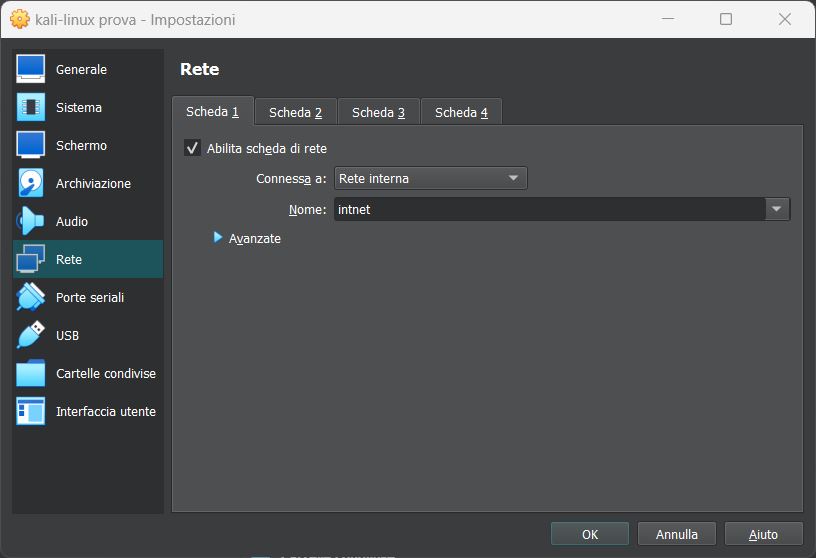 kali-linux prova - Impostazioni
Generale
Sistema
Schermo
Archiviazione
Audio
Rete
Porte seriali
USB
Cartelle condivise
Interfaccia utente
Rete
Scheda 1 Scheda 2 Scheda 3 Scheda 4
Abilita scheda di rete
Connessa a: Rete interna
Nome: intnet
Avanzate
OK Annulla Aiuto